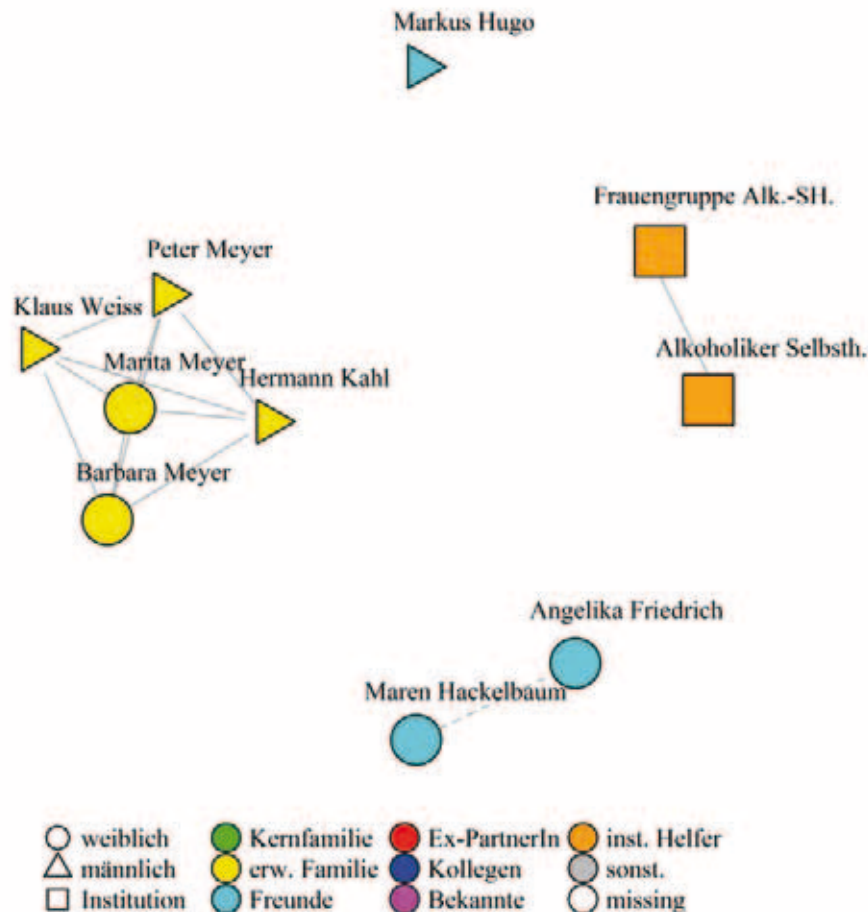 Markus Hugo
Frauengruppe Alk.-SH.
Peter Meyer
Klaus Weiss
Alkoholiker Selbsth.
Marita Meyer
Hermann Kahl
Barbara Meyer
Angelika Friedrich
Maren Hackelbaum
weiblich Kernfamilie Ex-PartnerIn inst. Helfer
männlich erw. Familie Kollegen sonst.
Institution Freunde Bekannte missing